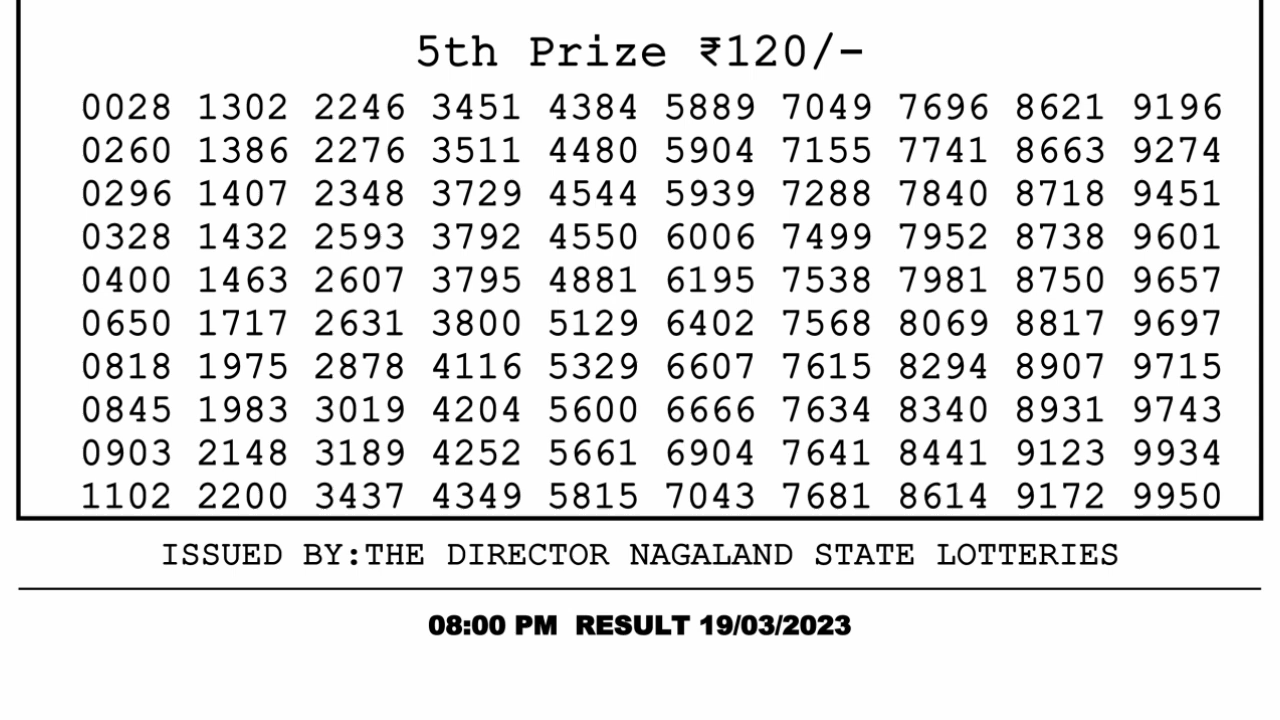 5th Prize ₹120/-
0028 1302 2246 3451 4384 5889 7049 7696 8621 9196
0260 1386 2276 3511 4480 5904 7155 7741 8663 9274
0296 1407 2348 3729 4544 5939 7288 7840 8718 9451
0328 1432 2593 3792 4550 6006 7499 7952 8738 9601
0400 1463 2607 3795 4881 6195 7538 7981 8750 9657
0650 1717 2631 3800 5129 6402 7568 8069 8817 9697
0818 1975 2878 4116 5329 6607 7615 8294 8907 9715
0845 1983 3019 4204 5600 6666 7634 8340 8931 9743
0903 2148 3189 4252 5661 6904 7641 8441 9123 9934
1102 2200 3437 4349 5815 7043 7681 8614 9172 9950
ISSUED BY:THE DIRECTOR NAGALAND STATE LOTTERIES
08:00 PM RESULT 19/03/2023